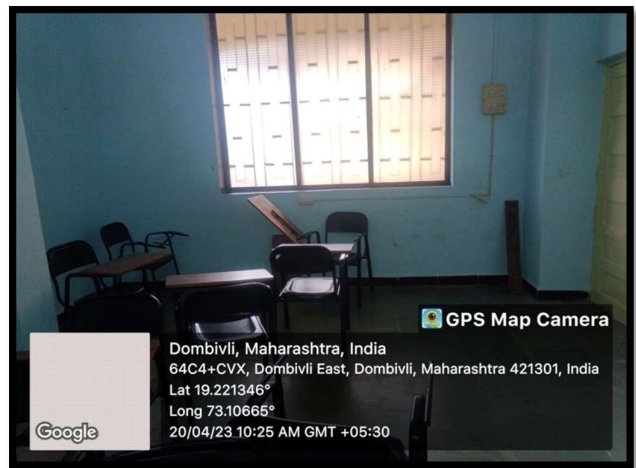 GPS Map Camera
Dombivli, Maharashtra, India
64C4+CVX, Dombivli East, Dombivli, Maharashtra 421301, India
Lat 19.221346°
Long 73.10665°
20/04/23 10:25 AM GMT +05:30
Google